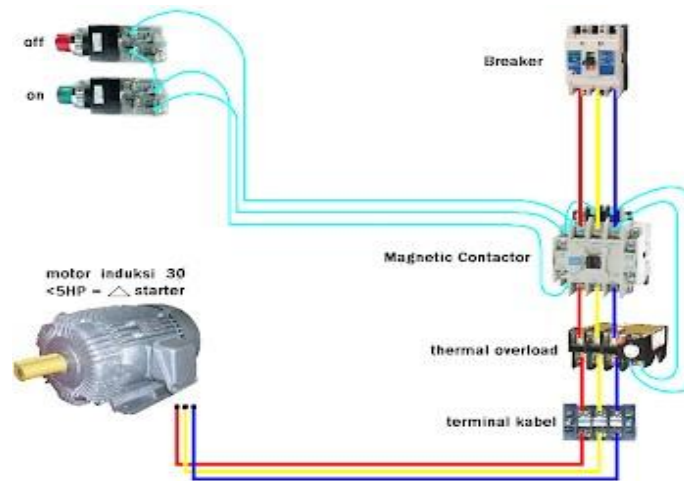 off
on
Breaker
Magnetic Contactor
motor induksi 30
<5HP = △ starter
thermal overload
terminal kabel